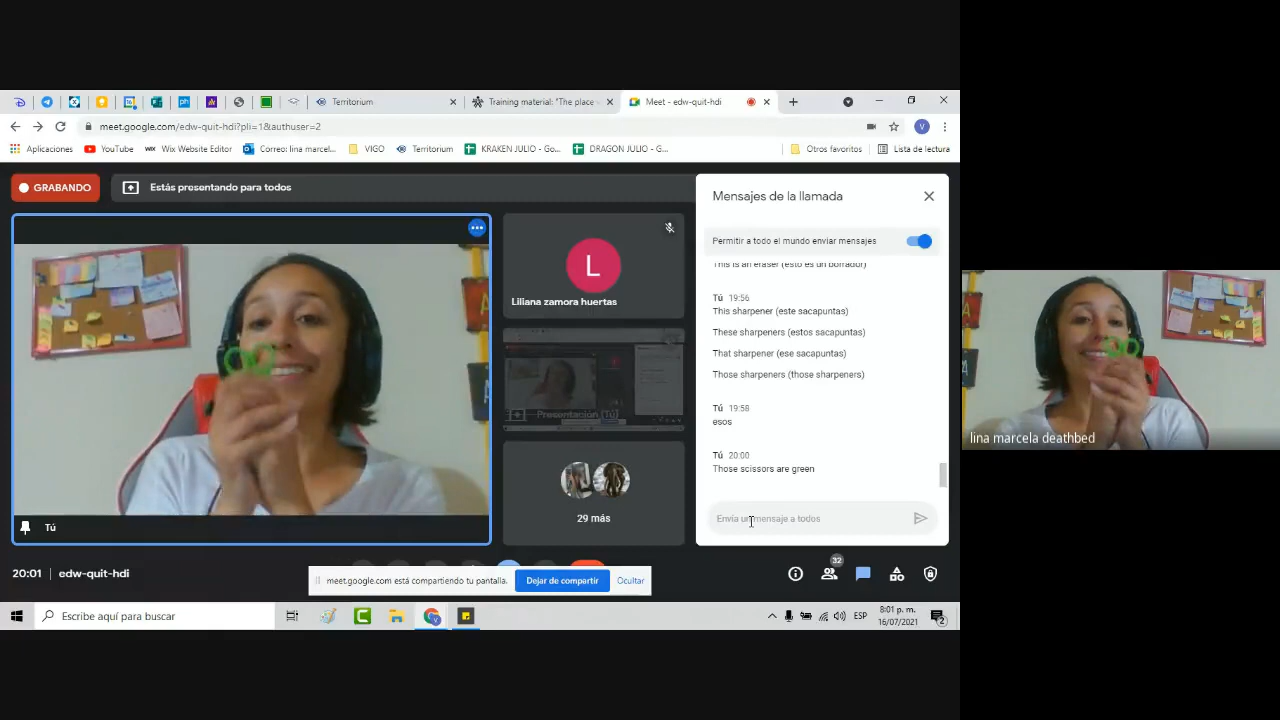 Territorium
Training material: "The place
Meet - edw-quit-hdi
meet.google.com/edw-quit-hdi?pli=1&authuser=2
Aplicaciones
YouTube
Wix Website Editor
Correo: lina marcel...
VIGO
Territorium
KRAKEN JULIO - Go...
DRAGON JULIO - G...
Otros favoritos
Lista de lectura
GRABANDO
Estás presentando para todos
Mensajes de la llamada
Permitir a todo el mundo enviar mensajes
This is an eraser (esto es un borrador)
Tú 19:56
This sharpener (este sacapuntas)
These sharpeners (estos sacapuntas)
That sharpener (ese sacapuntas)
Those sharpeners (those sharpeners)
Tú 19:58
esos
Tú 20:00
Those scissors are green
Envía un mensaje a todos
L
Liliana zamora huertas
Presentación (Tú)
29 más
Tú
lina marcela deathbed
20:01 | edw-quit-hdi
meet.google.com está compartiendo tu pantalla.
Dejar de compartir
Ocultar
32
Escribe aquí para buscar
ESP
8:01 p. m.
16/07/2021
2